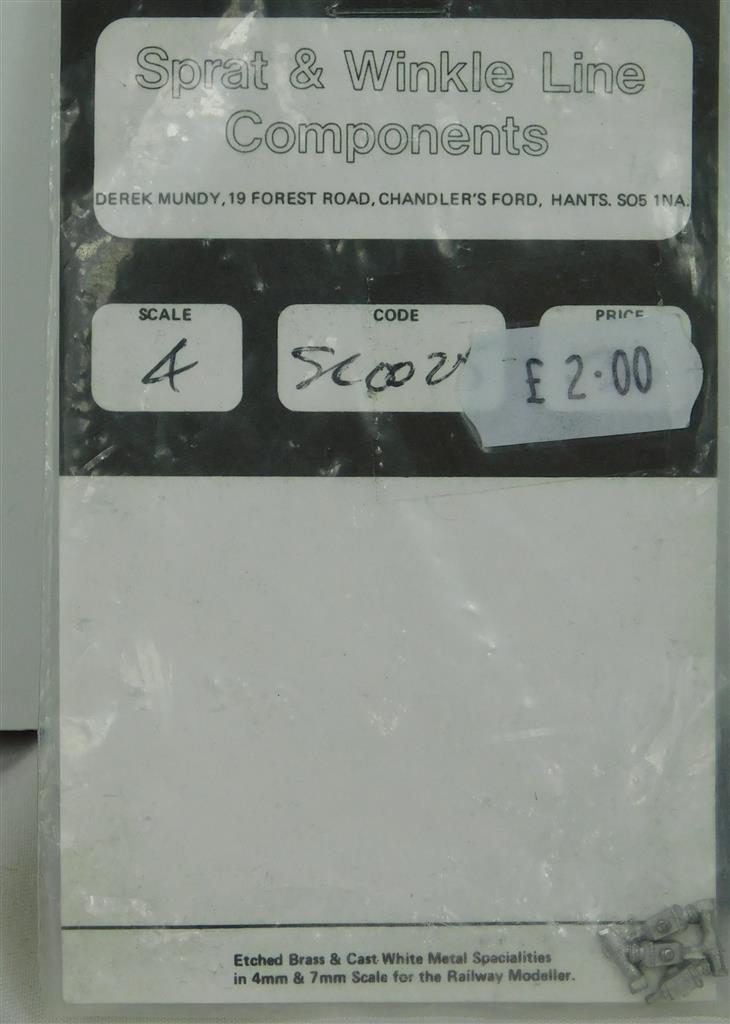 Sprat & Winkle Line
Components
DEREK MUNDY, 19 FOREST ROAD, CHANDLER'S FORD, HANTS. SO5 1NA.
SCALE CODE PRICE
4 £ 2.00
Etched Brass & Cast White Metal Specialities
in 4mm & 7mm Scale for the Railway Modeller.